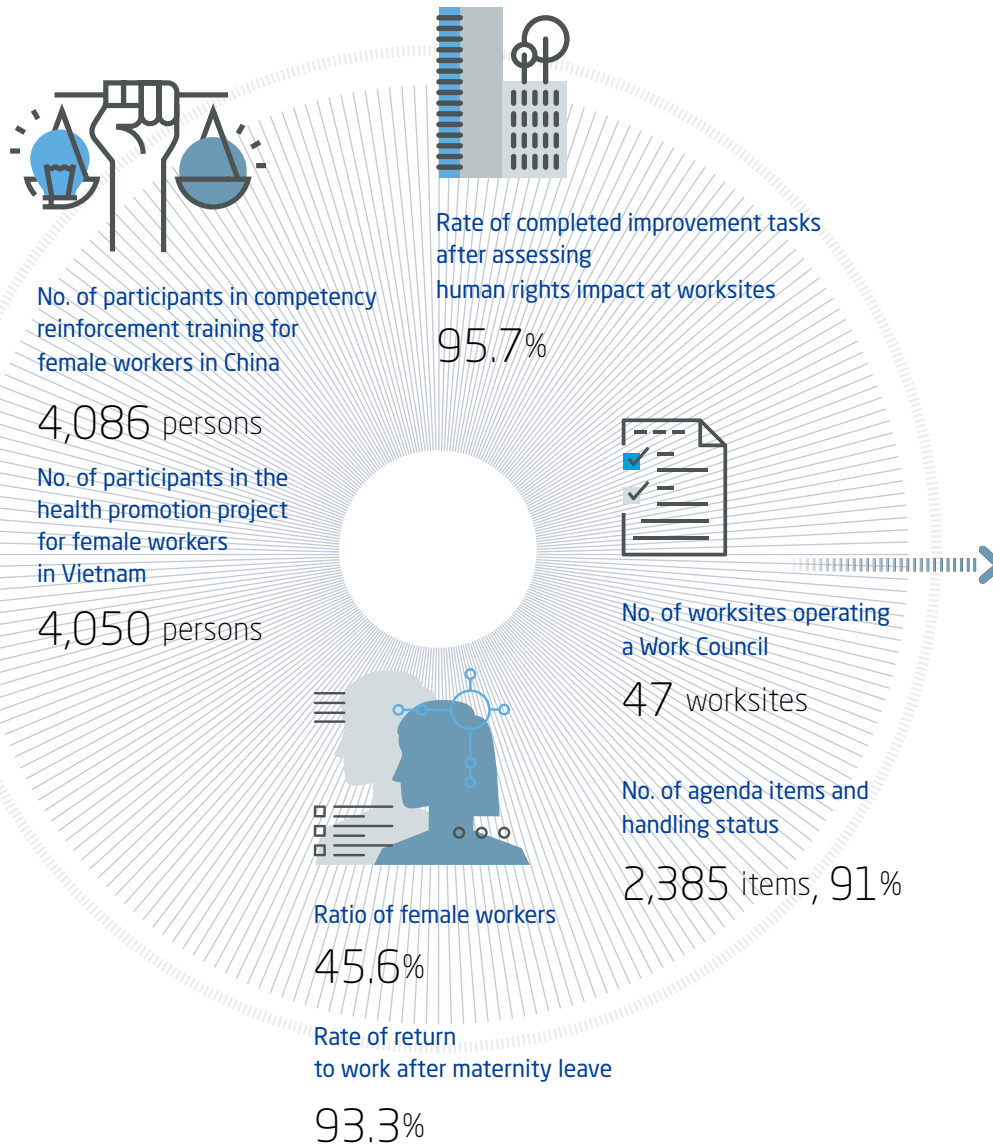 Rate of completed improvement tasks
after assessing
human rights impact at worksites
95.7%
No. of participants in competency
reinforcement training for
female workers in China
4,086 persons
No. of participants in the
health promotion project
for female workers
in Vietnam
4,050 persons
No. of worksites operating
a Work Council
47 worksites
No. of agenda items and
handling status
2,385 items, 91%
Ratio of female workers
45.6%
Rate of return
to work after maternity leave
93.3%